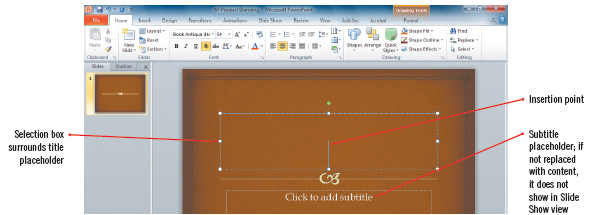 M-Product Branding - Microsoft PowerPoint
Drawing Tools
File Home Insert Design Transitions Animations Slide Show Review View Add-Ins Acrobat Format
Paste
New Slide
Layout
Reset
Section
Book Antiqua (He 54
Shapes Arrange Quick Styles
Shape Fill
Shape Outline
Shape Effects
Find
Replace
Select
Clipboard Slides Font Paragraph Drawing Editing
Slides Outline
1
Click to add subtitle
Selection box
surrounds title
placeholder
Insertion point
Subtitle
placeholder; if
not replaced
with content,
it does not
show in Slide
Show view